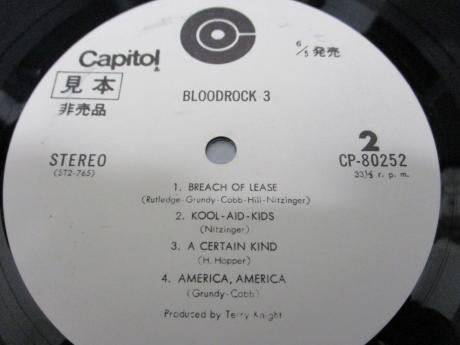 Capitol
6/5 発売
見本
非売品
BLOODROCK 3
STEREO
(ST2-765)
2
CP-80252
33⅓ r. p. m.
1. BREACH OF LEASE
(Rutledge-Grundy-Cobb-Hill-Nitzinger)
2. KOOL-AID-KIDS
(Nitzinger)
3. A CERTAIN KIND
(H. Hopper)
4. AMERICA, AMERICA
(Grundy-Cobb)
Produced by Terry Knight